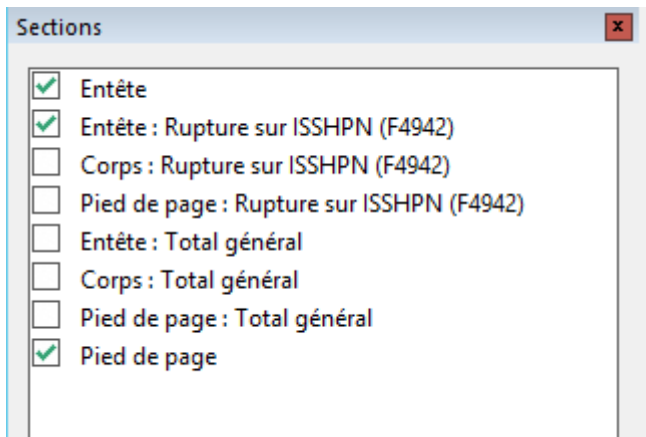 Sections
Entête
Entête : Rupture sur ISSHPN (F4942)
Corps : Rupture sur ISSHPN (F4942)
Pied de page : Rupture sur ISSHPN (F4942)
Entête : Total général
Corps : Total général
Pied de page : Total général
Pied de page